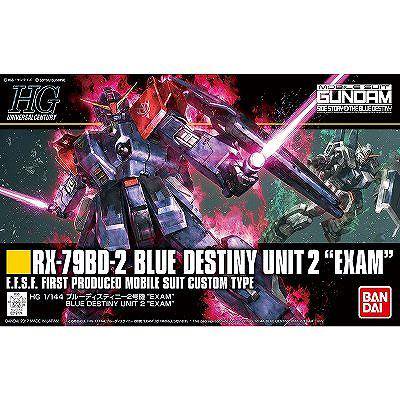 HG
UNIVERSAL CENTURY
MOBILE SUIT
GUNDAM
SIDE STORY THE BLUE DESTINY
RX-79BD-2 BLUE DESTINY UNIT 2 “EXAM”
E.F.S.F. FIRST PRODUCED MOBILE SUIT CUSTOM TYPE
HG 1/144 ブルーディスティニー2号機 “EXAM”
BLUE DESTINY UNIT 2 “EXAM”
BAN
DAI